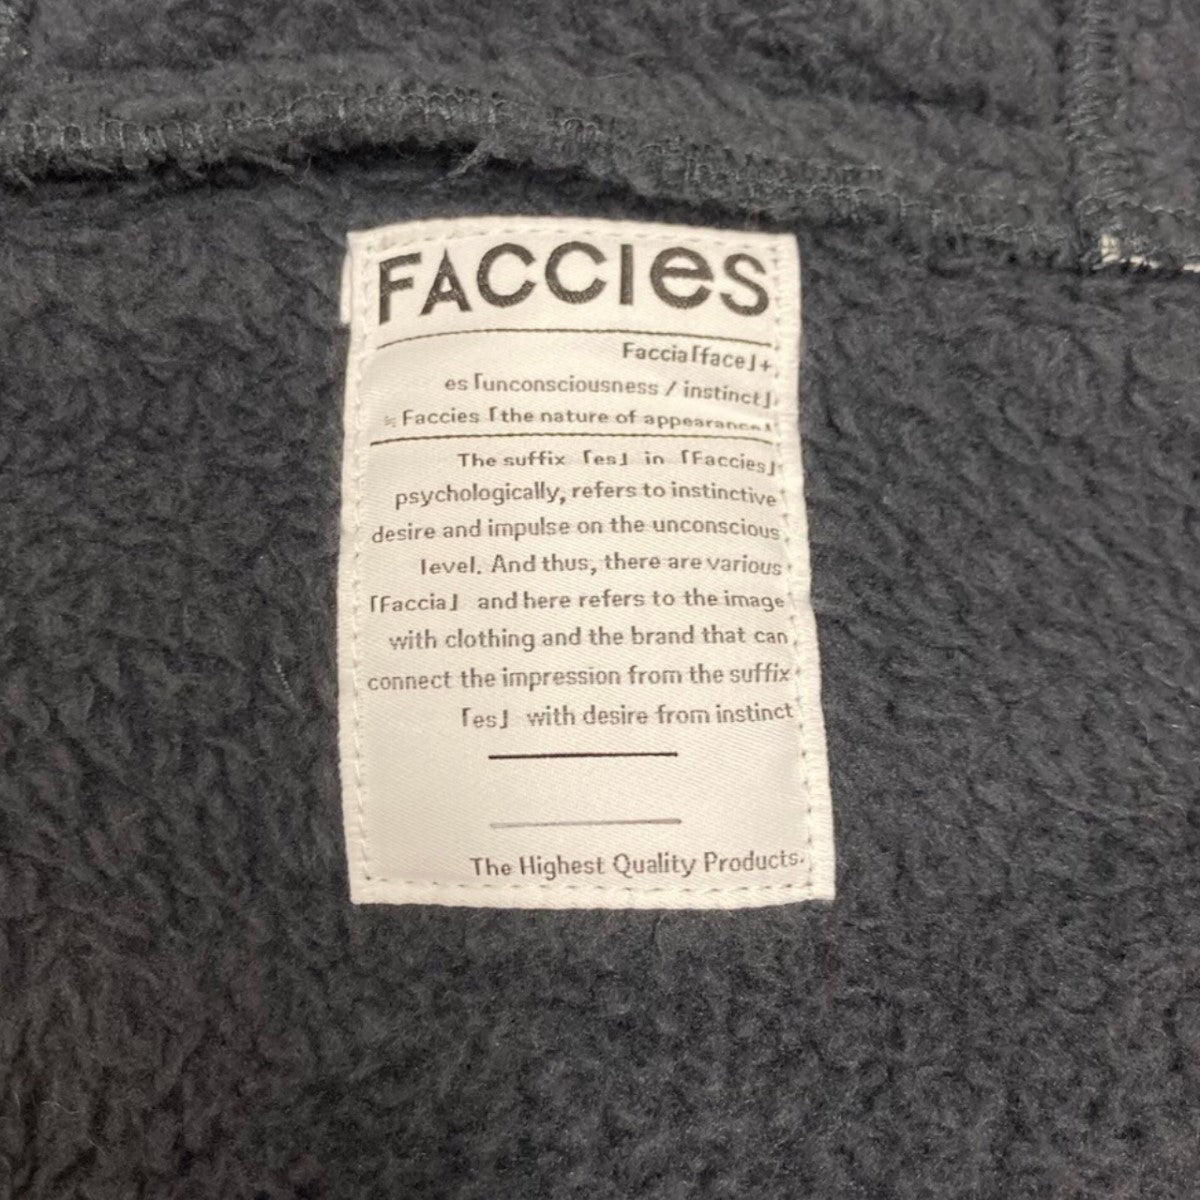 FACCIes
Faccia「face」+
es「unconsciousness / instinct」
≒ Faccies「the nature of appearance」
The suffix 「es」 in 「Faccies」
psychologically, refers to instinctive
desire and impulse on the unconscious
level. And thus, there are various
「Faccia」 and here refers to the image
with clothing and the brand that can
connect the impression from the suffix
「es」 with desire from instinct
The Highest Quality Products.